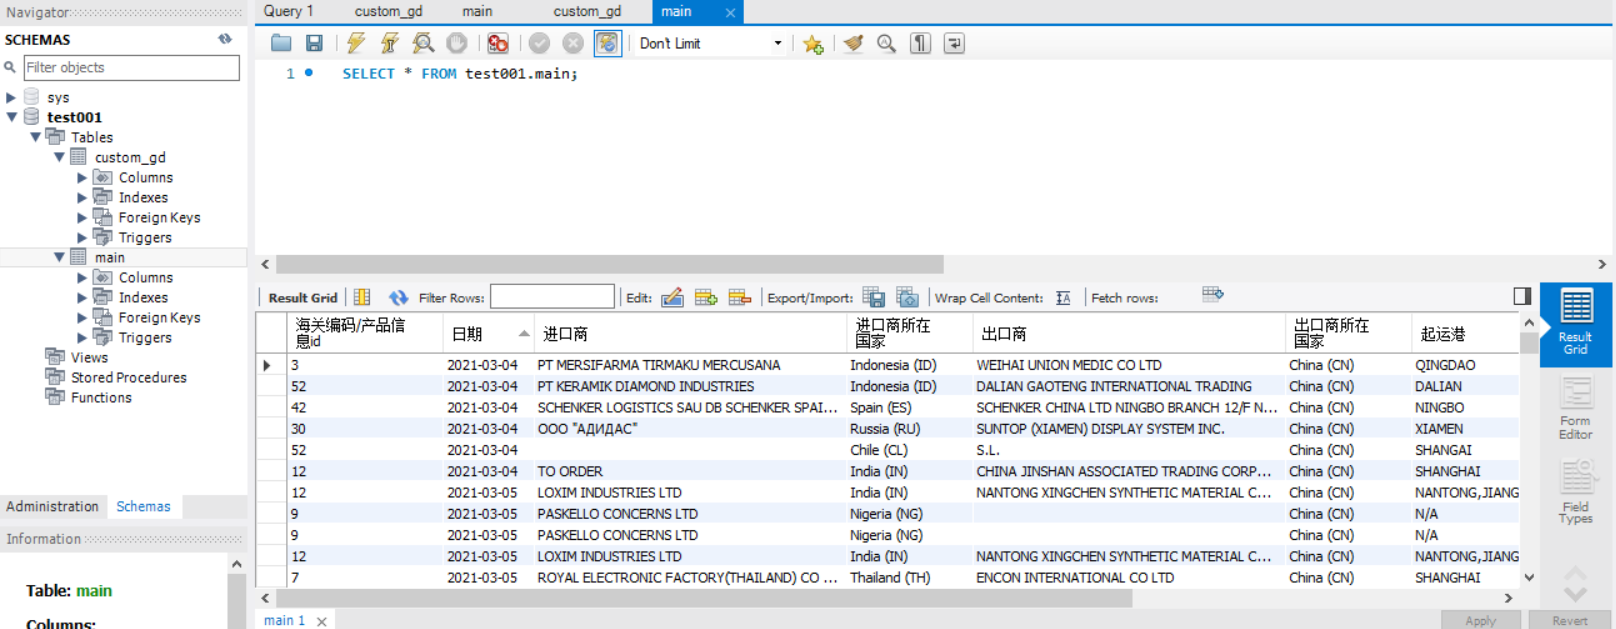 Navigator
SCHEMAS
Filter objects
sys
test001
Tables
custom_gd
Columns
Indexes
Foreign Keys
Triggers
main
Columns
Indexes
Foreign Keys
Triggers
Views
Stored Procedures
Functions
Administration Schemas
Information
Table: main
Columns:
Query 1 custom_gd main custom_gd main
Don't Limit
1 SELECT * FROM test001.main;
Result Grid Filter Rows: Edit: Export/Import: Wrap Cell Content: Fetch rows:
海关编码/产品信息id 日期 进口商 进口商所在国家 出口商 出口商所在国家 起运港
3 2021-03-04 PT MERSIFARMA TIRMAKU MERCUSANA Indonesia (ID) WEIHAI UNION MEDIC CO LTD China (CN) QINGDAO
52 2021-03-04 PT KERAMIK DIAMOND INDUSTRIES Indonesia (ID) DALIAN GAOTENG INTERNATIONAL TRADING China (CN) DALIAN
42 2021-03-04 SCHENKER LOGISTICS SAU DB SCHENKER SPAI... Spain (ES) SCHENKER CHINA LTD NINGBO BRANCH 12/F N... China (CN) NINGBO
30 2021-03-04 ООО "АДИДАС" Russia (RU) SUNTOP (XIAMEN) DISPLAY SYSTEM INC. China (CN) XIAMEN
52 2021-03-04 Chile (CL) S.L. China (CN) SHANGAI
12 2021-03-04 TO ORDER India (IN) CHINA JINSHAN ASSOCIATED TRADING CORP... China (CN) SHANGHAI
12 2021-03-05 LOXIM INDUSTRIES LTD India (IN) NANTONG XINGCHEN SYNTHETIC MATERIAL C... China (CN) NANTONG,JIANG
9 2021-03-05 PASKELLO CONCERNS LTD Nigeria (NG) China (CN) N/A
9 2021-03-05 PASKELLO CONCERNS LTD Nigeria (NG) China (CN) N/A
12 2021-03-05 LOXIM INDUSTRIES LTD India (IN) NANTONG XINGCHEN SYNTHETIC MATERIAL C... China (CN) NANTONG,JIANG
7 2021-03-05 ROYAL ELECTRONIC FACTORY(THAILAND) CO ... Thailand (TH) ENCON INTERNATIONAL CO LTD China (CN) SHANGHAI
Result
Grid
Form
Editor
Field
Types
main 1
Apply Revert